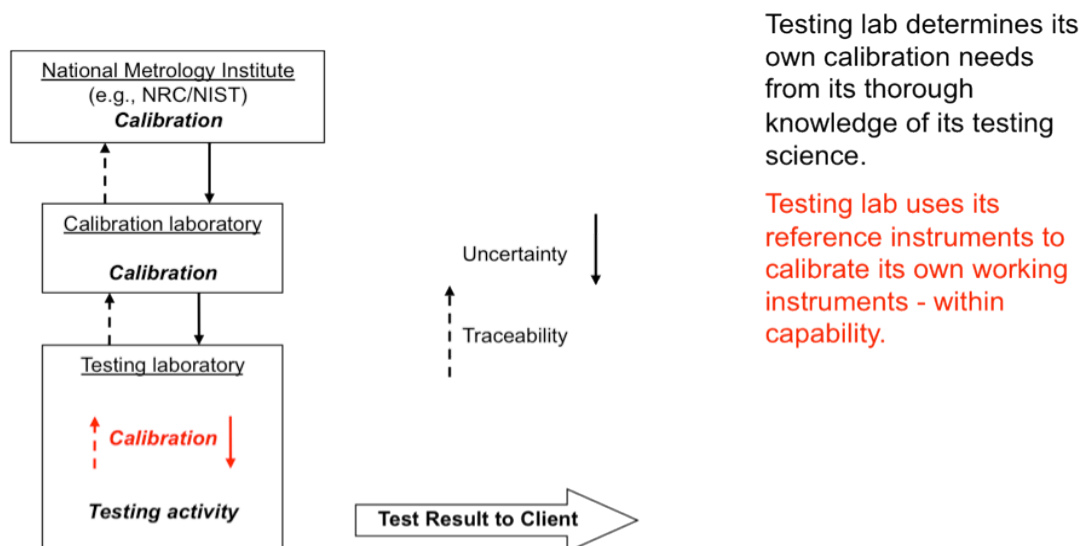 National Metrology Institute
(e.g., NRC/NIST)
Calibration
Calibration laboratory
Calibration
Testing laboratory
Calibration
Testing activity
Uncertainty
Traceability
Test Result to Client
Testing lab determines its
own calibration needs
from its thorough
knowledge of its testing
science.
Testing lab uses its
reference instruments to
calibrate its own working
instruments - within
capability.